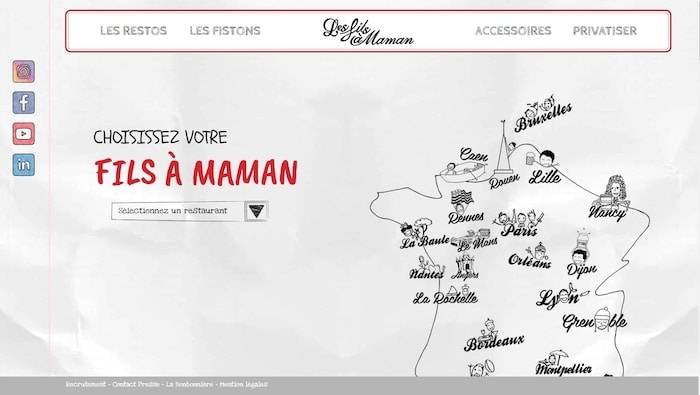 LES RESTOS
LES FISTONS
Les fils à Maman
ACCESSOIRES
PRIVATISER
CHOISISSEZ VOTRE
FILS À MAMAN
Sélectionnez un restaurant
Bruxelles
Caen
Rouen
Lille
Nancy
Rennes
Paris
La Baule
Le Mans
Orléans
Dijon
Nantes
Angers
La Rochelle
Lyon
Grenoble
Bordeaux
Montpellier
Recrutement - Contact Presse - La Bonbonnière - Mention légales